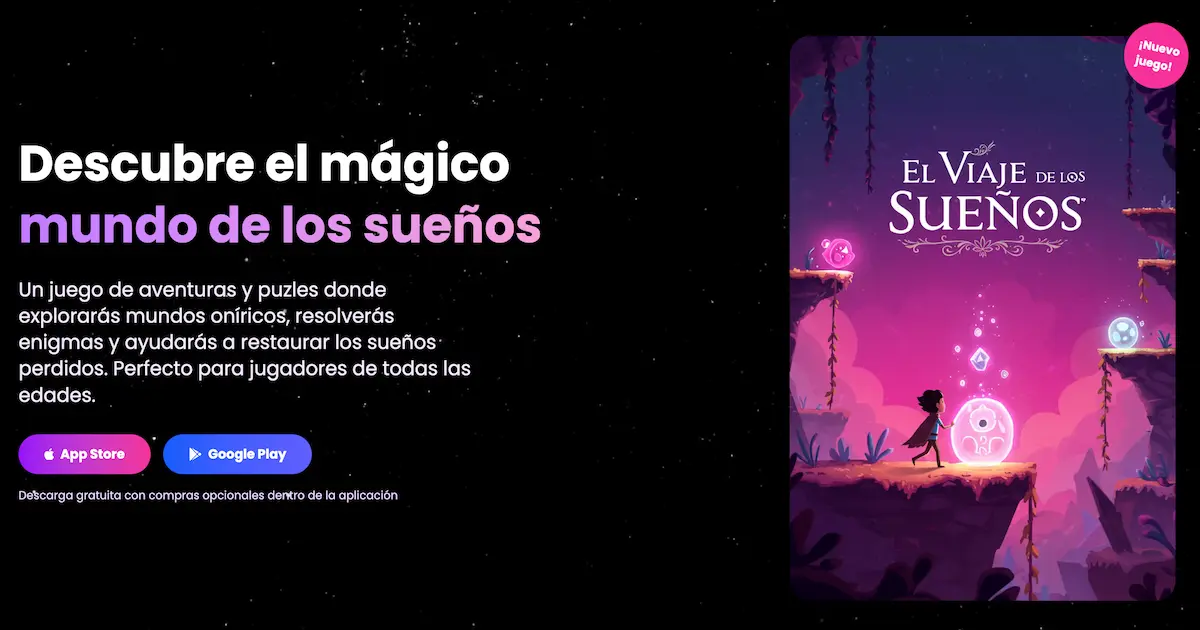 Descubre el mágico
mundo de los sueños
Un juego de aventuras y puzles donde
explorarás mundos oníricos, resolverás
enigmas y ayudarás a restaurar los sueños
perdidos. Perfecto para jugadores de todas las
edades.
App Store
Google Play
Descarga gratuita con compras opcionales dentro de la aplicación
¡Nuevo
juego!
EL VIAJE DE LOS
SUEÑOS